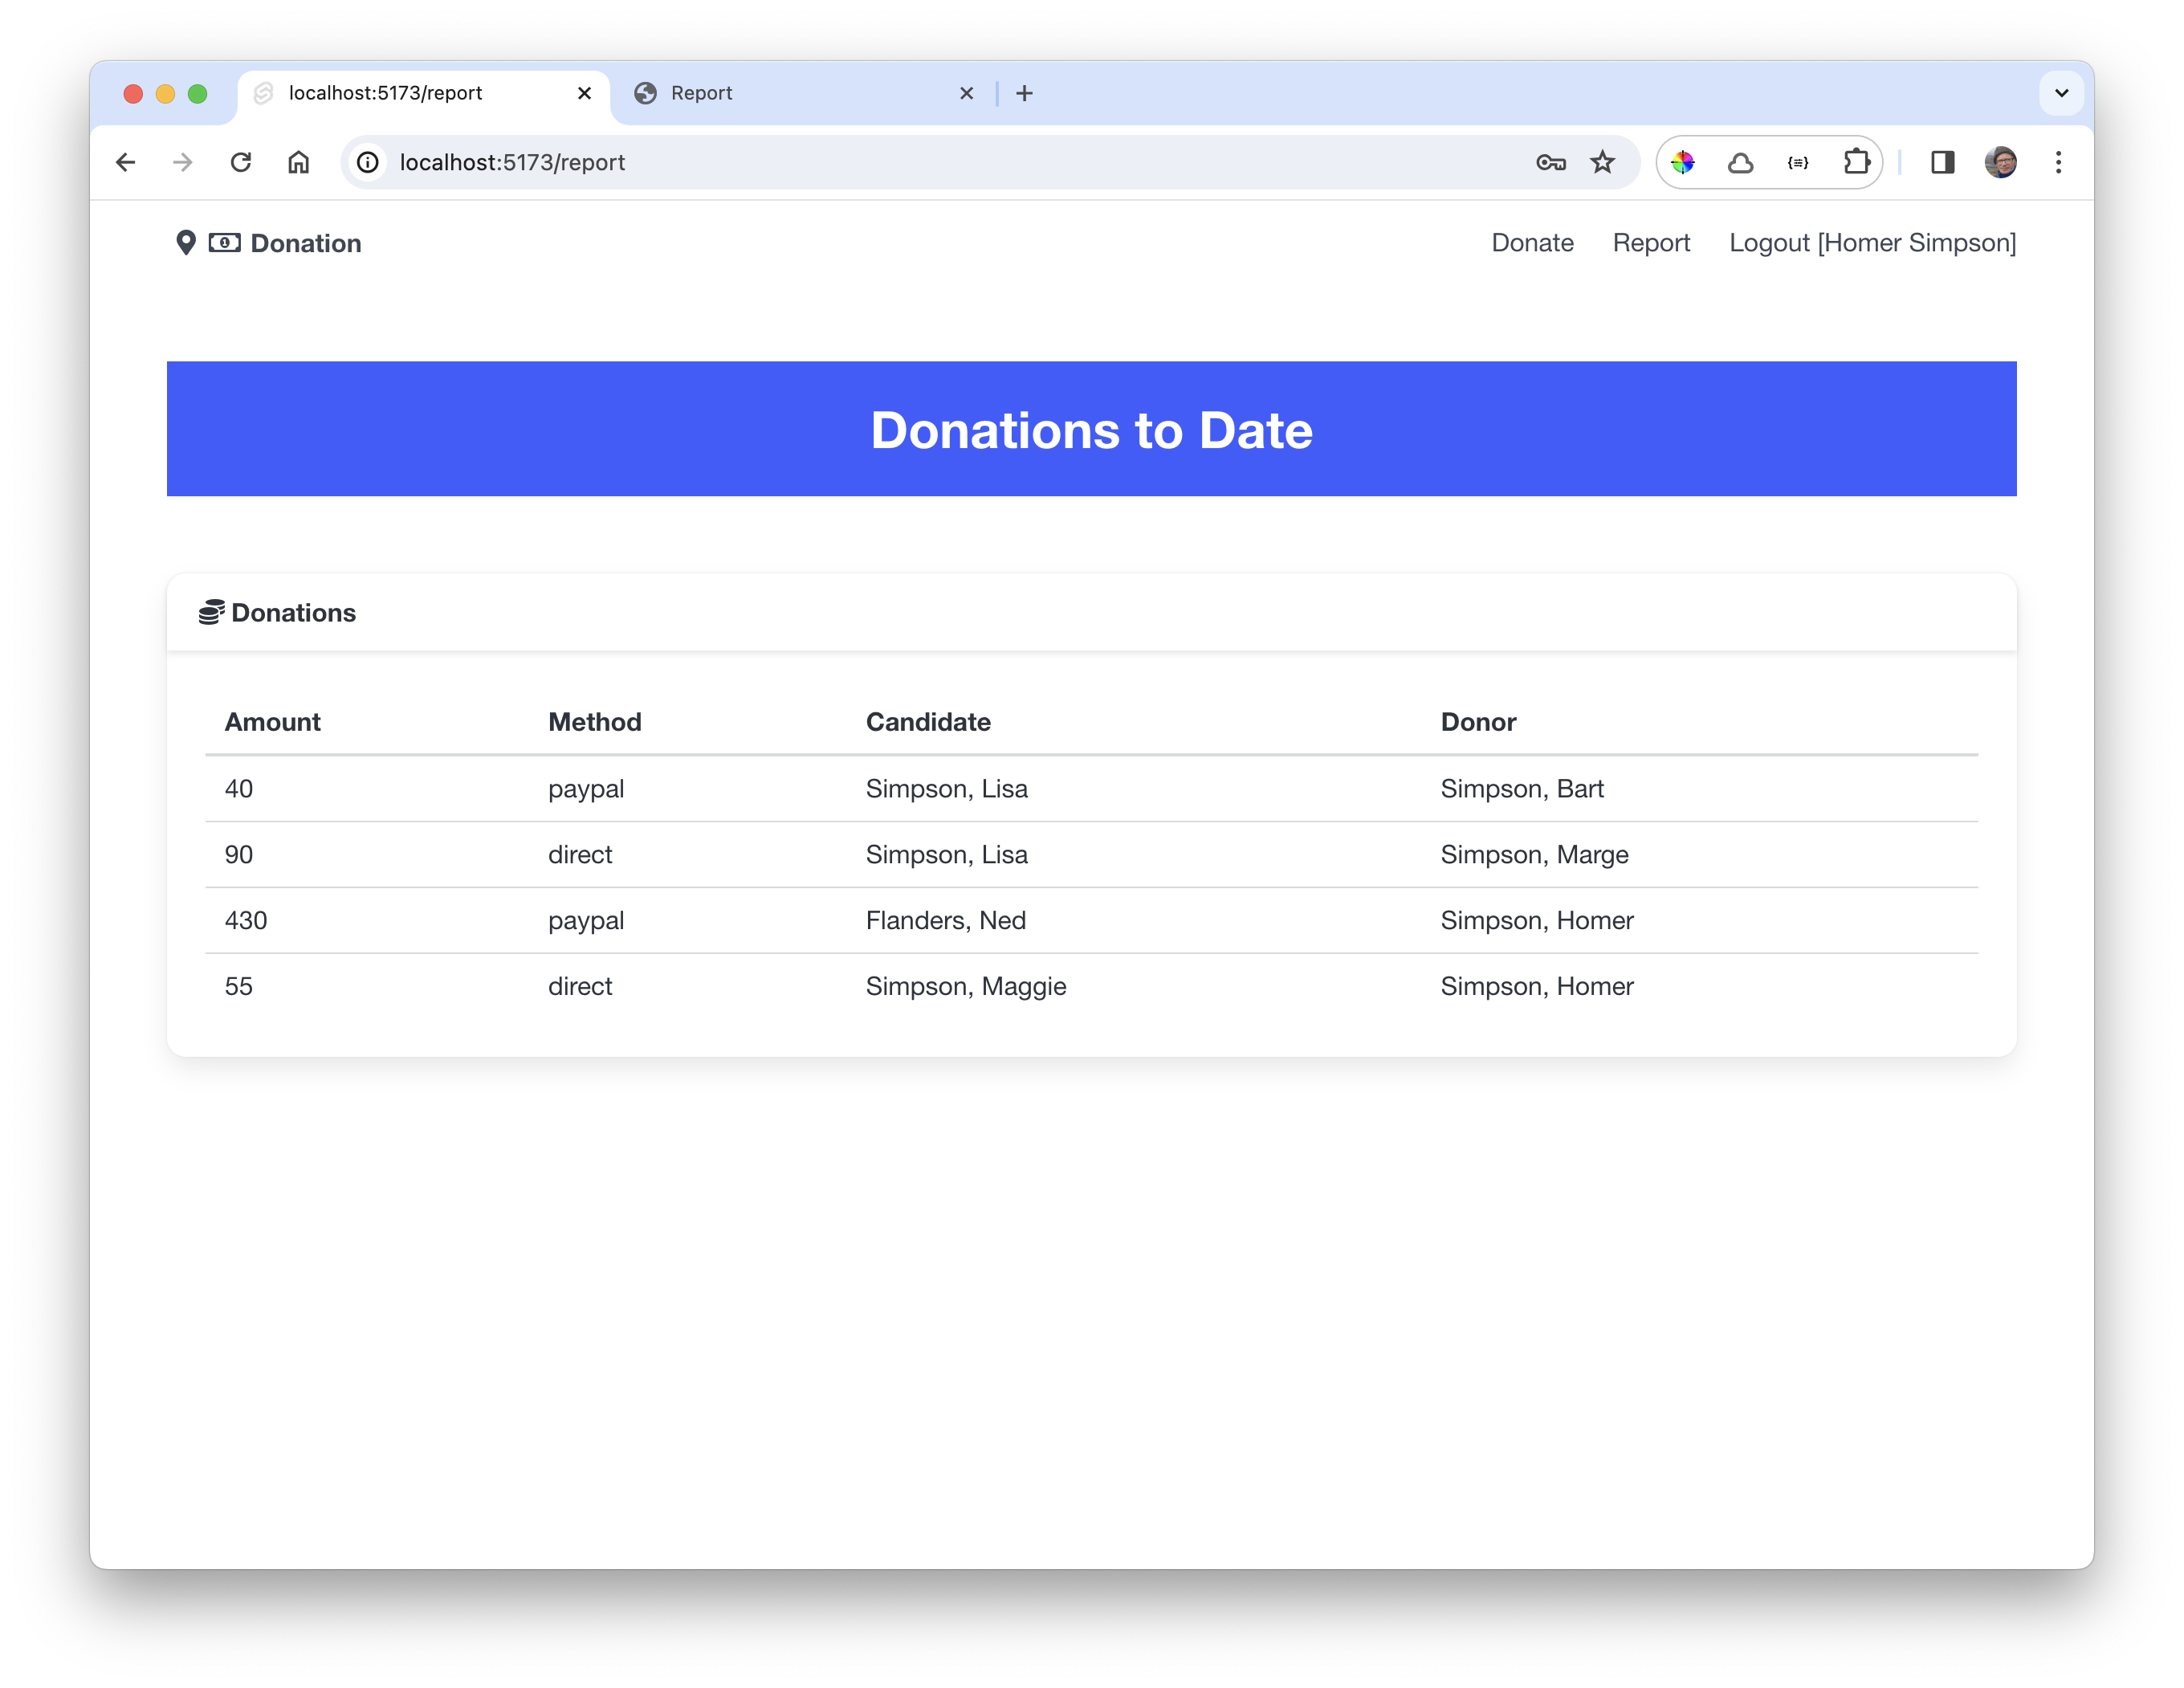 localhost:5173/report Report
localhost:5173/report
Donation Donate Report Logout [Homer Simpson]
Donations to Date
Donations
Amount Method Candidate Donor
40 paypal Simpson, Lisa Simpson, Bart
90 direct Simpson, Lisa Simpson, Marge
430 paypal Flanders, Ned Simpson, Homer
55 direct Simpson, Maggie Simpson, Homer